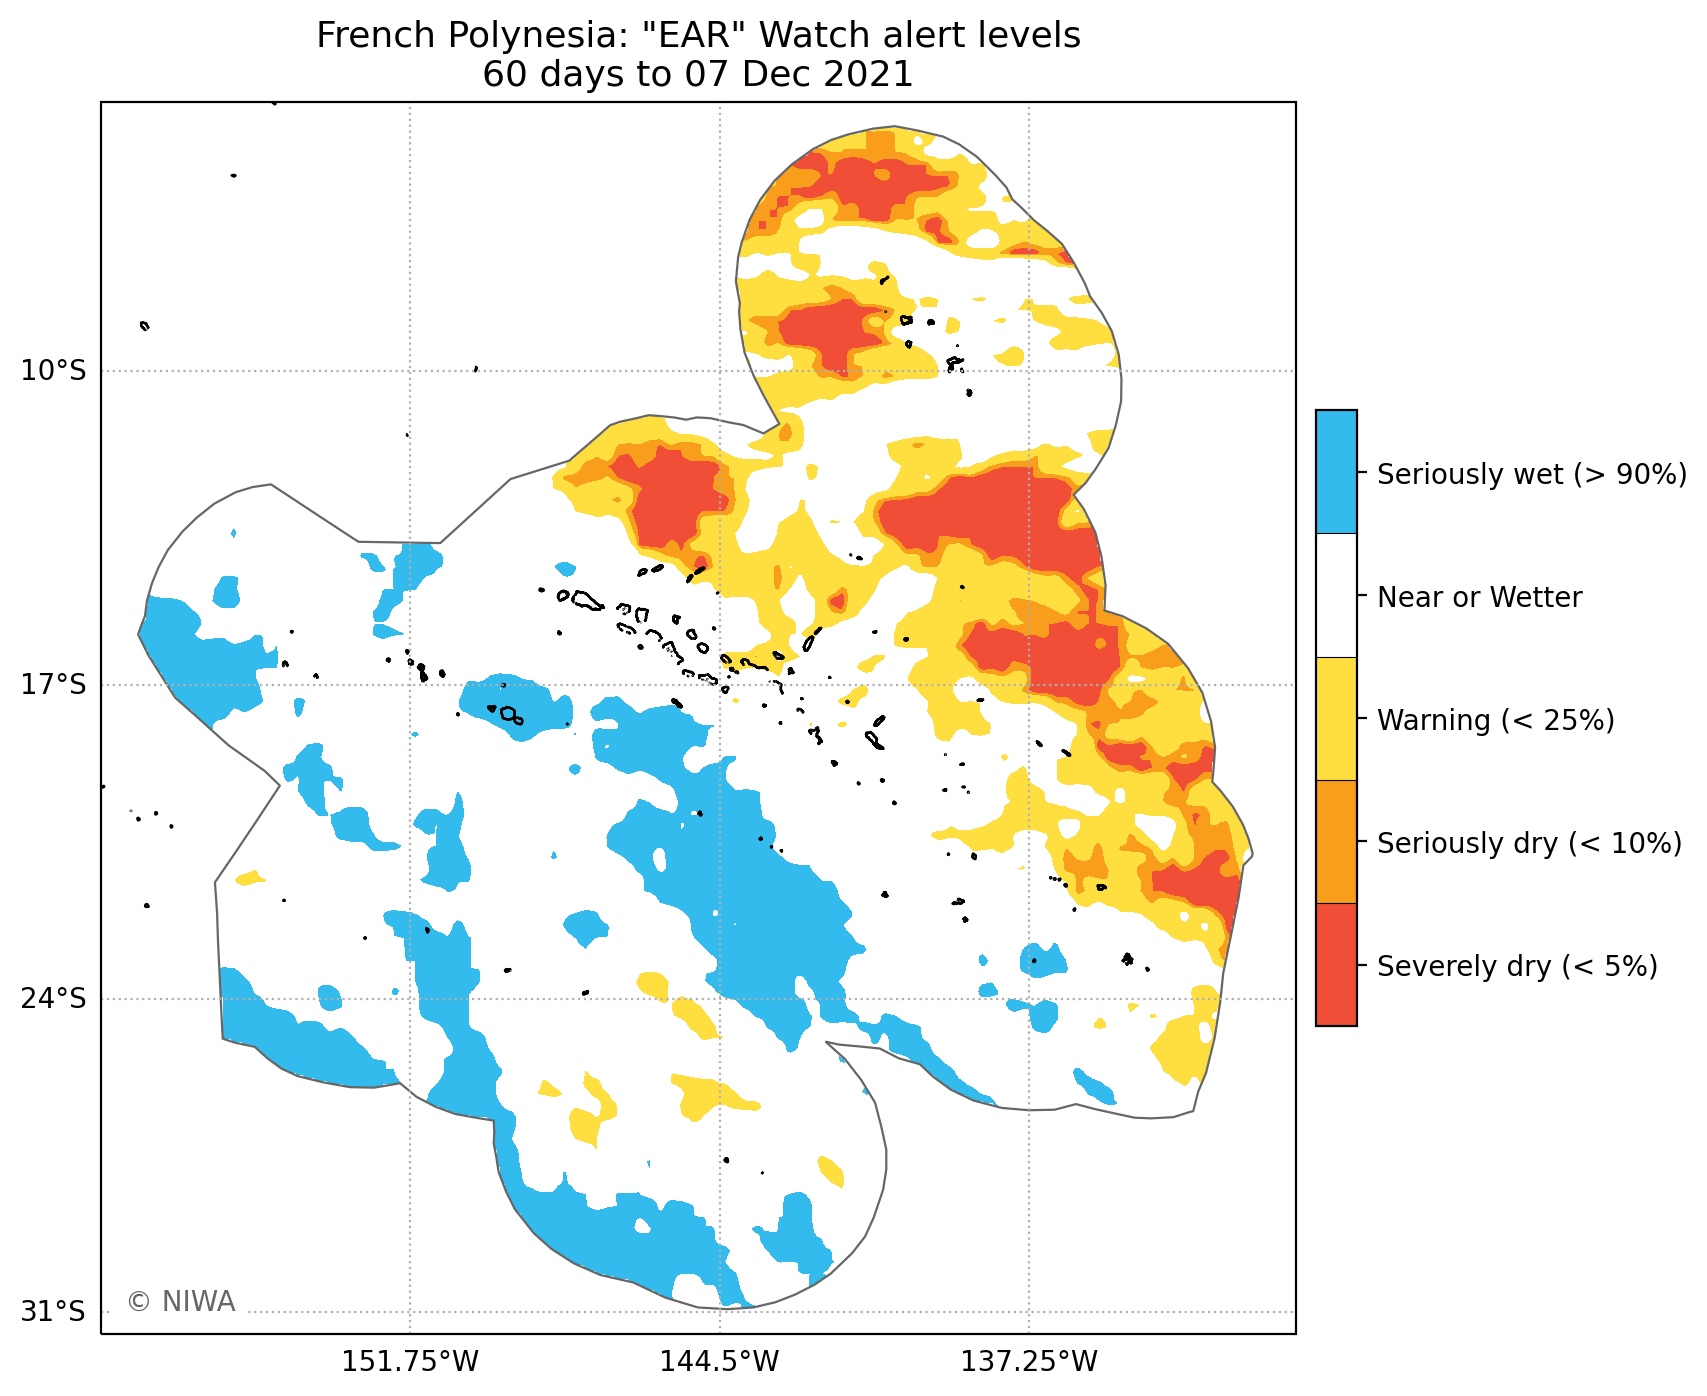 French Polynesia: "EAR" Watch alert levels
60 days to 07 Dec 2021
10°S
17°S
24°S
31°S
151.75°W
144.5°W
137.25°W
Seriously wet (> 90%)
Near or Wetter
Warning (< 25%)
Seriously dry (< 10%)
Severely dry (< 5%)
© NIWA